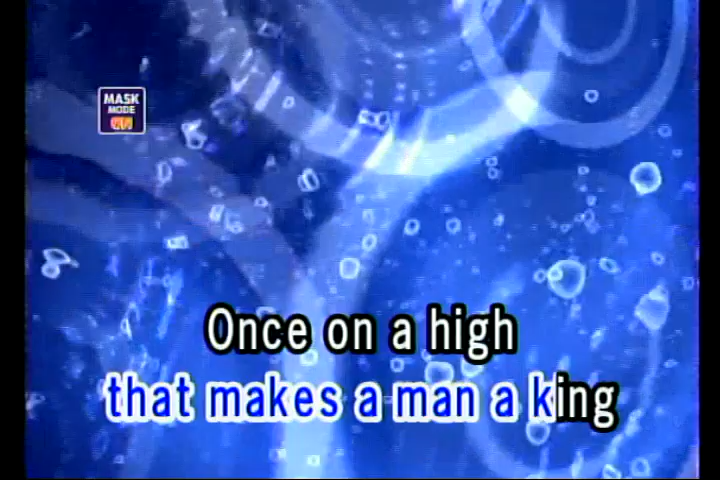 MASK
MODE
ON
Once on a high
that makes a man a king